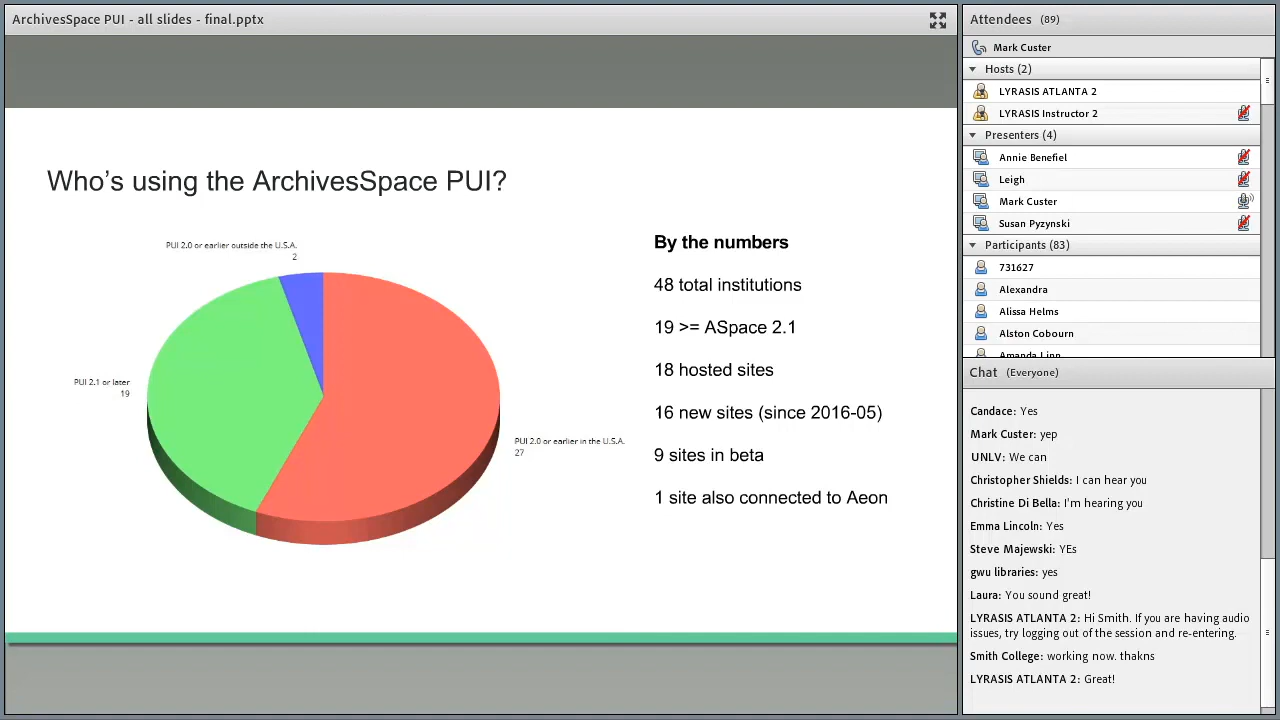 ArchivesSpace PUI - all slides - final.pptx
Who's using the ArchivesSpace PUI?
PUI 2.0 or earlier outside the U.S.A.
2
PUI 2.1 or later
19
PUI 2.0 or earlier in the U.S.A.
27
By the numbers
48 total institutions
19 >= ASpace 2.1
18 hosted sites
16 new sites (since 2016-05)
9 sites in beta
1 site also connected to Aeon
Attendees (89)
Mark Custer
Hosts (2)
LYRASIS ATLANTA 2
LYRASIS Instructor 2
Presenters (4)
Annie Benefiel
Leigh
Mark Custer
Susan Pyzynski
Participants (83)
731627
Alexandra
Alissa Helms
Alston Cobourn
Amanda Linn
Chat (Everyone)
Candace: Yes
Mark Custer: yep
UNLV: We can
Christopher Shields: I can hear you
Christine Di Bella: I'm hearing you
Emma Lincoln: Yes
Steve Majewski: YEs
gwu libraries: yes
Laura: You sound great!
LYRASIS ATLANTA 2: Hi Smith. If you are having audio
issues, try logging out of the session and re-entering.
Smith College: working now. thakns
LYRASIS ATLANTA 2: Great!